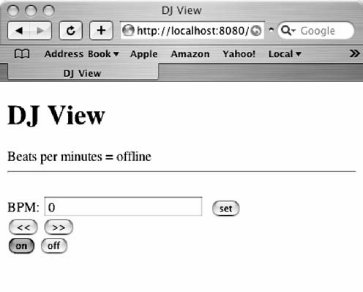 DJ View
http://localhost:8080/
Google
Address Book Apple Amazon Yahoo! Local
DJ View
DJ View
Beats per minutes = offline
BPM: 0 set
<< >>
on off